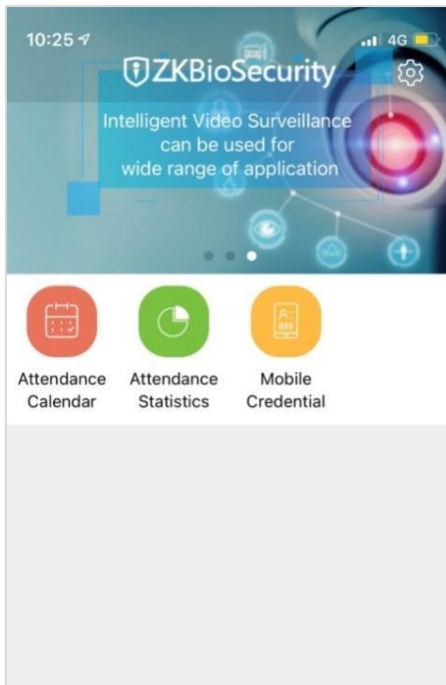 10:25
4G
ZKBioSecurity
Intelligent Video Surveillance
can be used for
wide range of application
Attendance
Calendar
Attendance
Statistics
Mobile
Credential